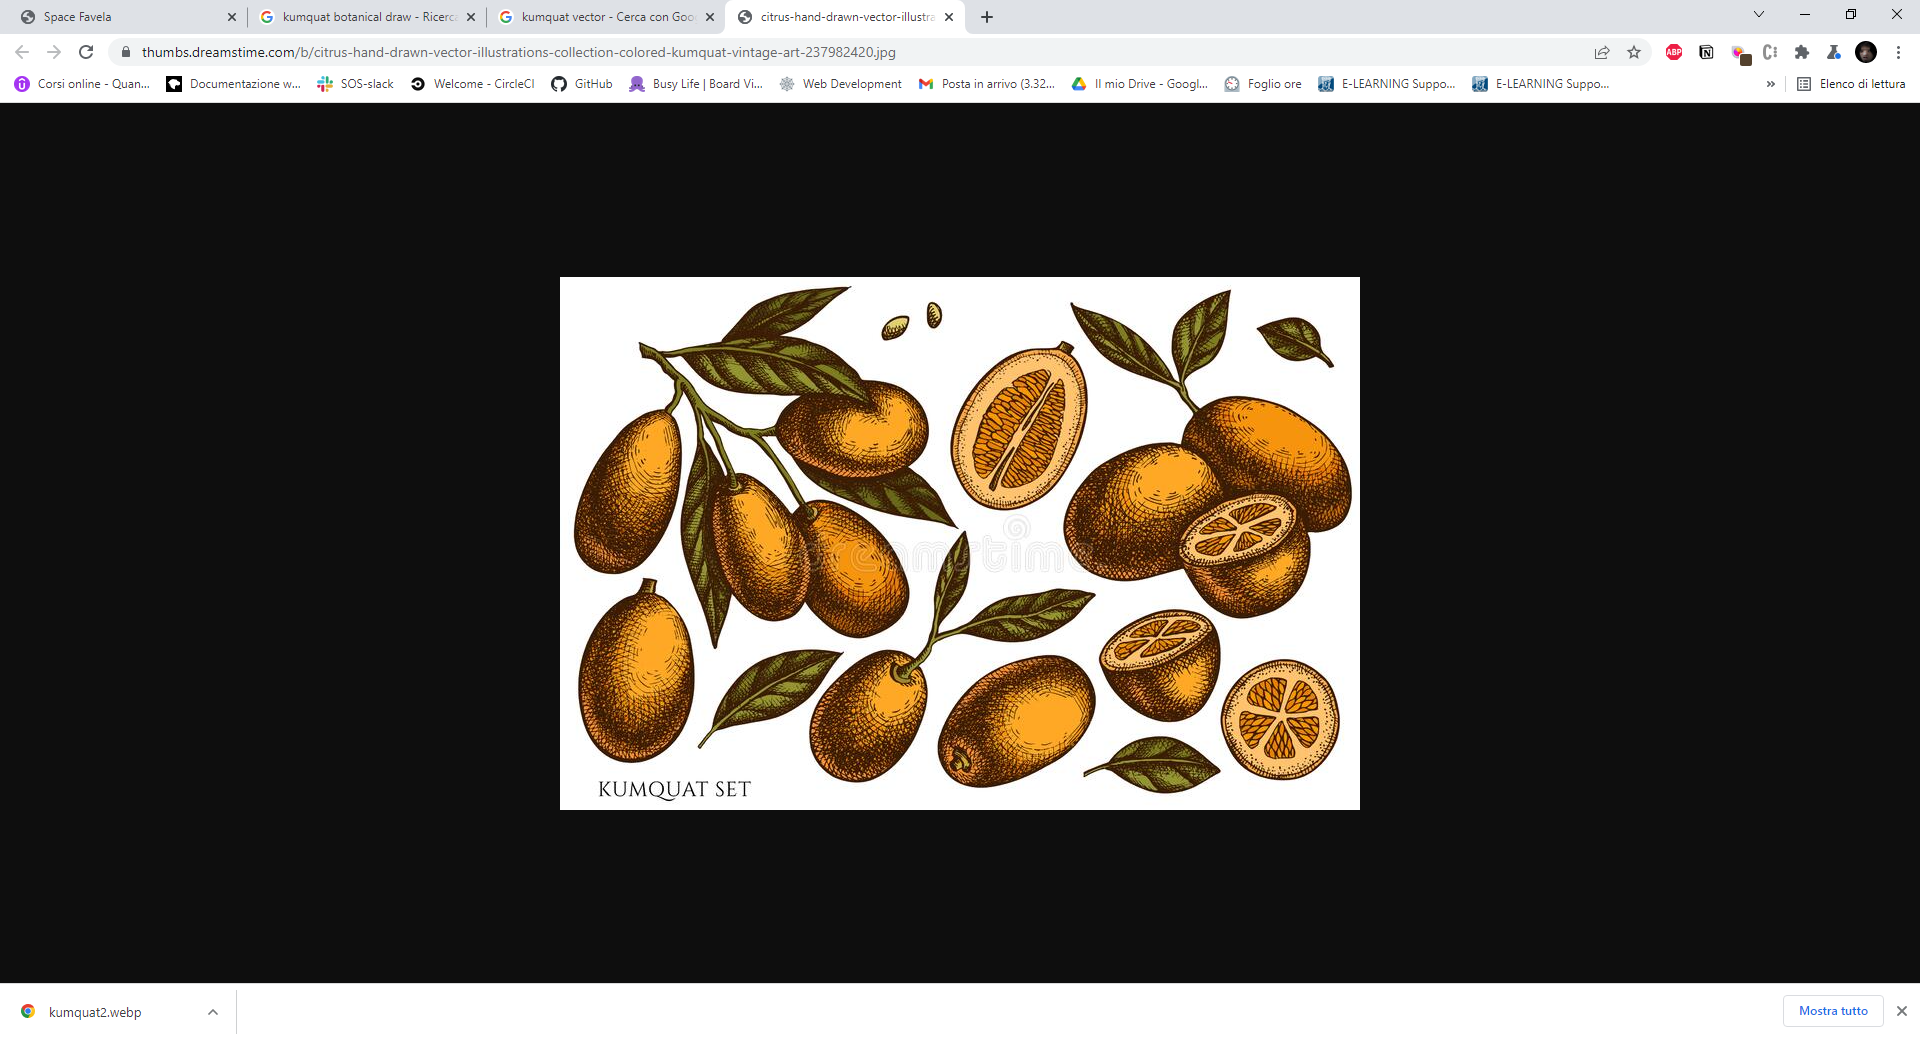 Space Favela
kumquat botanical draw - Ricerca
kumquat vector - Cerca con Goo
citrus-hand-drawn-vector-illustra
thumbs.dreamstime.com/b/citrus-hand-drawn-vector-illustrations-collection-colored-kumquat-vintage-art-237982420.jpg
ABP
Corsi online - Quan...
Documentazione w...
SOS-slack
Welcome - CircleCI
GitHub
Busy Life | Board Vi...
Web Development
Posta in arrivo (3.32...
Il mio Drive - Googl...
Foglio ore
E-LEARNING Suppo...
E-LEARNING Suppo...
»
Elenco di lettura
dreamstime
KUMQUAT SET
kumquat2.webp
Mostra tutto